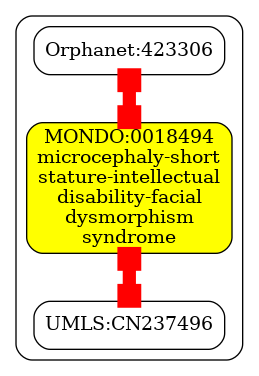 Orphanet:423306
MONDO:0018494
microcephaly-short
stature-intellectual
disability-facial
dysmorphism
syndrome
UMLS:CN237496